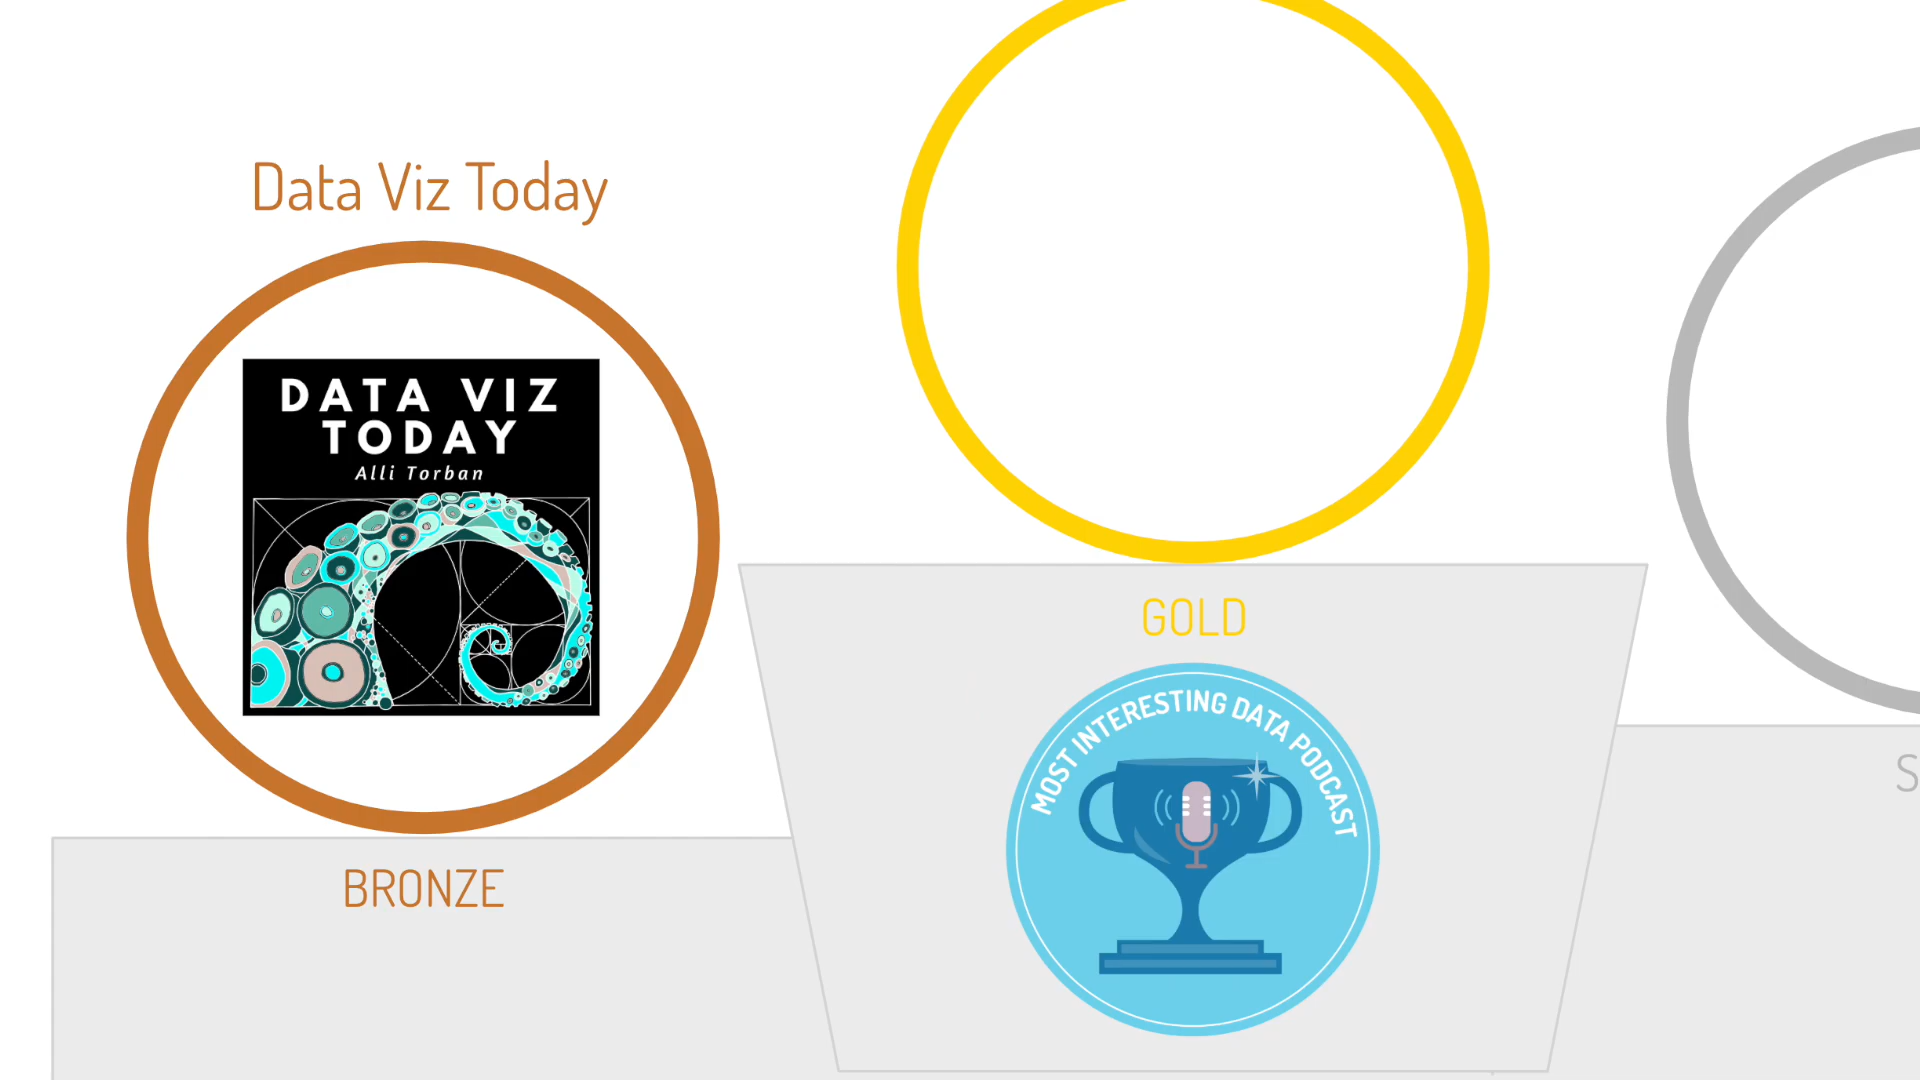 Data Viz Today
DATA VIZ
TODAY
Alli Torban
BRONZE
GOLD
MOST INTERESTING DATA PODCAST
S